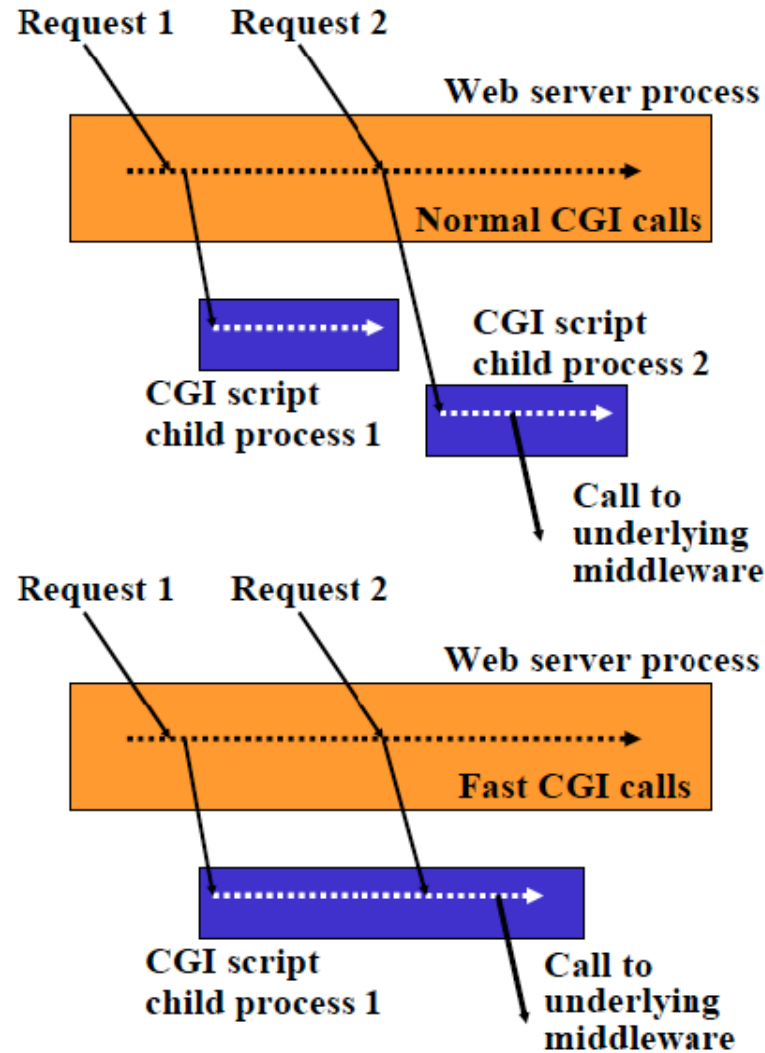 Request 1
Request 2
Web server process
Normal CGI calls
CGI script
child process 2
CGI script
child process 1
Call to
underlying
middleware
Request 1
Request 2
Web server process
Fast CGI calls
CGI script
child process 1
Call to
underlying
middleware